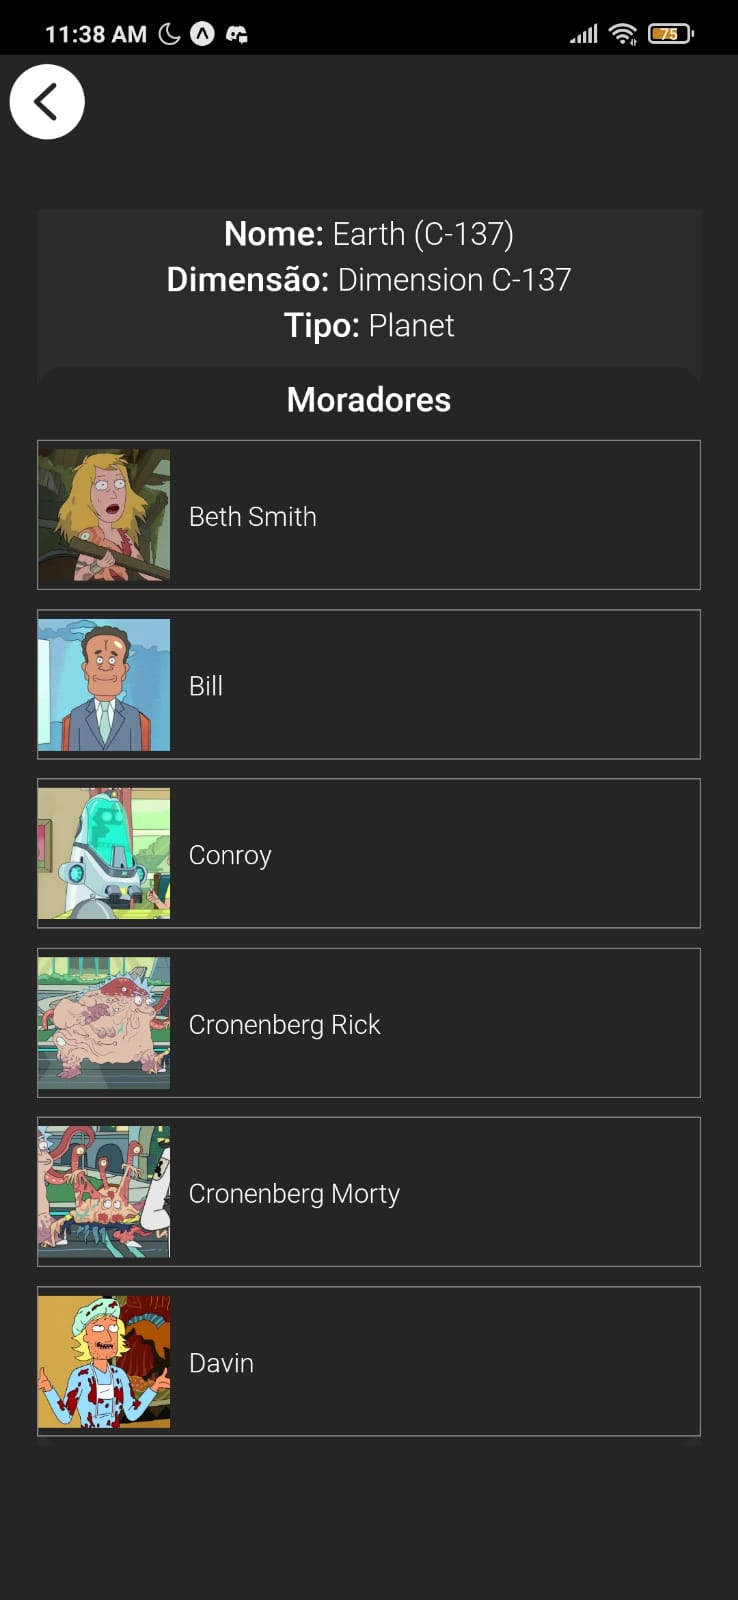 11:38 AM
75
Nome: Earth (C-137)
Dimensão: Dimension C-137
Tipo: Planet
Moradores
Beth Smith
Bill
Conroy
Cronenberg Rick
Cronenberg Morty
Davin